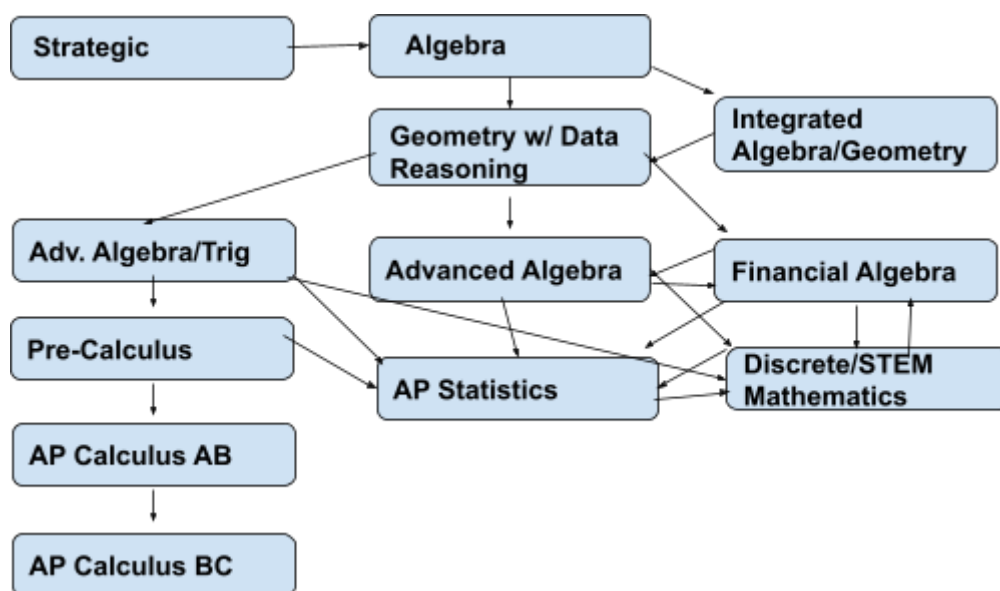 Strategic
Algebra
Geometry w/ Data
Reasoning
Integrated
Algebra/Geometry
Adv. Algebra/Trig
Advanced Algebra
Financial Algebra
Pre-Calculus
AP Statistics
Discrete/STEM
Mathematics
AP Calculus AB
AP Calculus BC